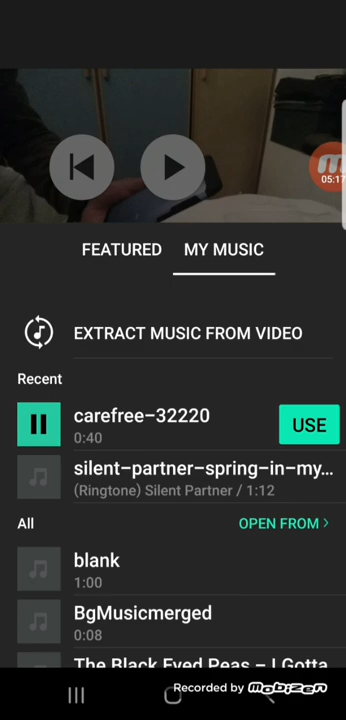 05:17
FEATURED MY MUSIC
EXTRACT MUSIC FROM VIDEO
Recent
carefree-32220
0:40
USE
silent-partner-spring-in-my...
(Ringtone) Silent Partner / 1:12
All OPEN FROM >
blank
1:00
BgMusicmerged
0:08
The Black Eyed Peas – I Gotta
Recorded by mobizen